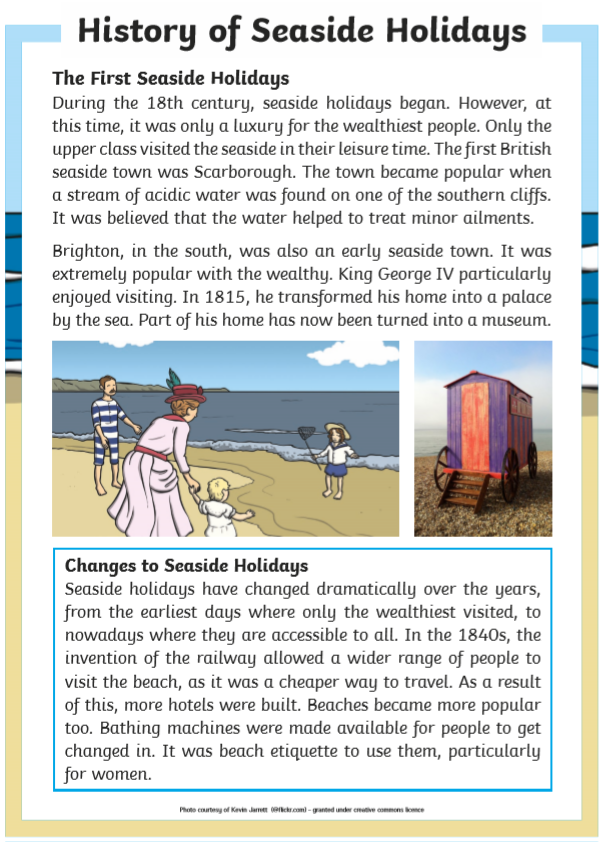 History of Seaside Holidays
The First Seaside Holidays
During the 18th century, seaside holidays began. However, at
this time, it was only a luxury for the wealthiest people. Only the
upper class visited the seaside in their leisure time. The first British
seaside town was Scarborough. The town became popular when
a stream of acidic water was found on one of the southern cliffs.
It was believed that the water helped to treat minor ailments.
Brighton, in the south, was also an early seaside town. It was
extremely popular with the wealthy. King George IV particularly
enjoyed visiting. In 1815, he transformed his home into a palace
by the sea. Part of his home has now been turned into a museum.
Changes to Seaside Holidays
Seaside holidays have changed dramatically over the years,
from the earliest days where only the wealthiest visited, to
nowadays where they are accessible to all. In the 1840s, the
invention of the railway allowed a wider range of people to
visit the beach, as it was a cheaper way to travel. As a result
of this, more hotels were built. Beaches became more popular
too. Bathing machines were made available for people to get
changed in. It was beach etiquette to use them, particularly
for women.
Photo courtesy of Kevin Jarrett (@flickr.com) - granted under creative commons licence